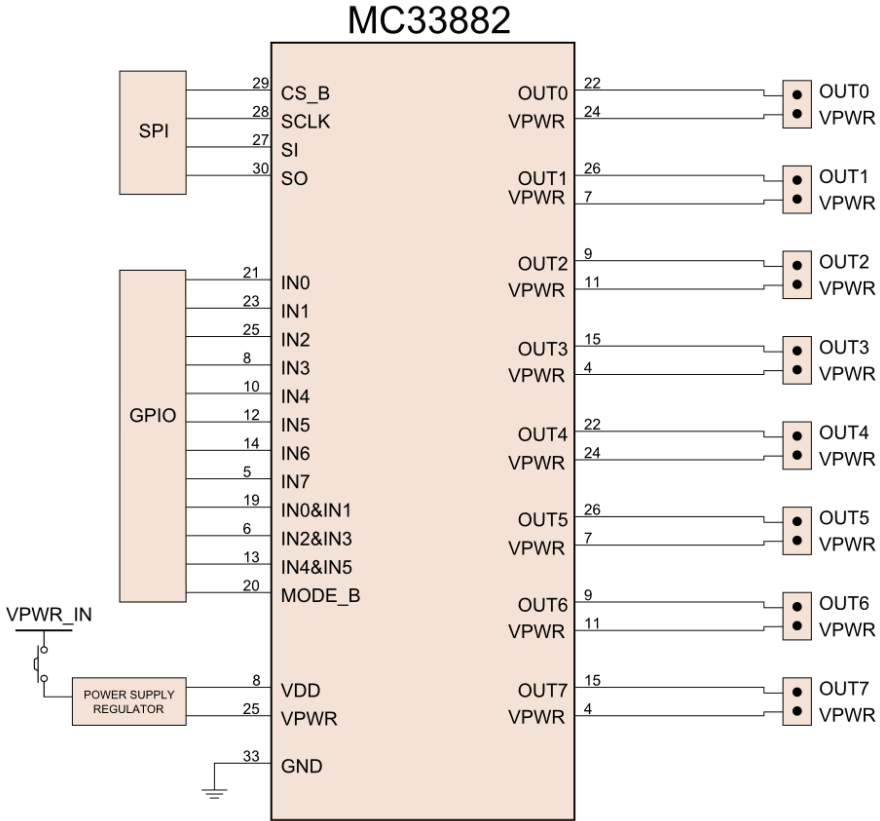 MC33882
SPI
29 CS_B
28 SCLK
27 SI
30 SO
GPIO
21 IN0
23 IN1
25 IN2
8 IN3
10 IN4
12 IN5
14 IN6
5 IN7
19 IN0&IN1
6 IN2&IN3
13 IN4&IN5
20 MODE_B
VPWR_IN
POWER SUPPLY
REGULATOR
8 VDD
25 VPWR
33 GND
OUT0 22 OUT0
VPWR 24 VPWR
OUT1 26 OUT1
VPWR 7 VPWR
OUT2 9 OUT2
VPWR 11 VPWR
OUT3 15 OUT3
VPWR 4 VPWR
OUT4 22 OUT4
VPWR 24 VPWR
OUT5 26 OUT5
VPWR 7 VPWR
OUT6 9 OUT6
VPWR 11 VPWR
OUT7 15 OUT7
VPWR 4 VPWR